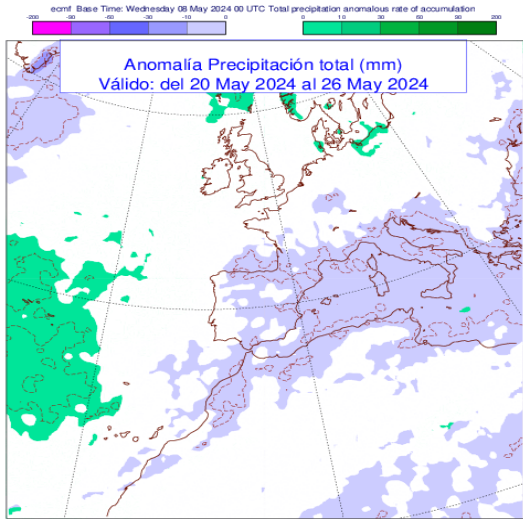 ecmf Base Time: Wednesday 08 May 2024 00 UTC Total precipitation anomalous rate of accumulation
-200 -90 -60 -30 -10 0 0 10 30 60 90 200
Anomalía Precipitación total (mm)
Válido: del 20 May 2024 al 26 May 2024